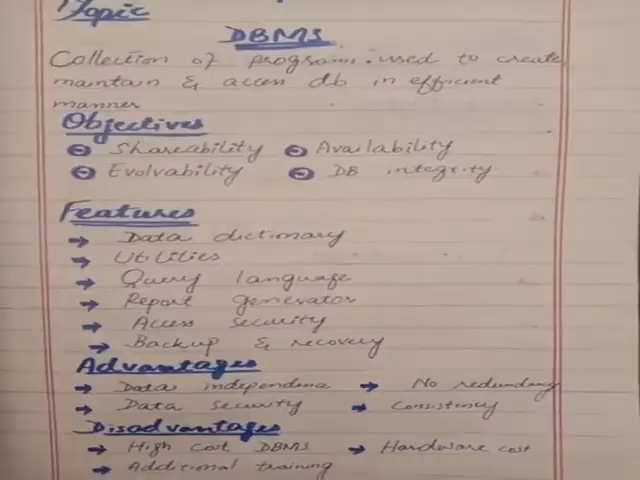 Topic
DBMS
Collection of programs used to create,
maintain & access db in efficient
manner
Objectives
Shareability Availability
Evolvability DB integrity
Features
→ Data dictionary
→ Utilities
→ Query language
→ Report generator
→ Access security
→ Backup & recovery
Advantages
→ Data independence → No redundancy
→ Data security → Consistency
Disadvantages
→ High cost DBMS → Hardware cost
→ Additional training